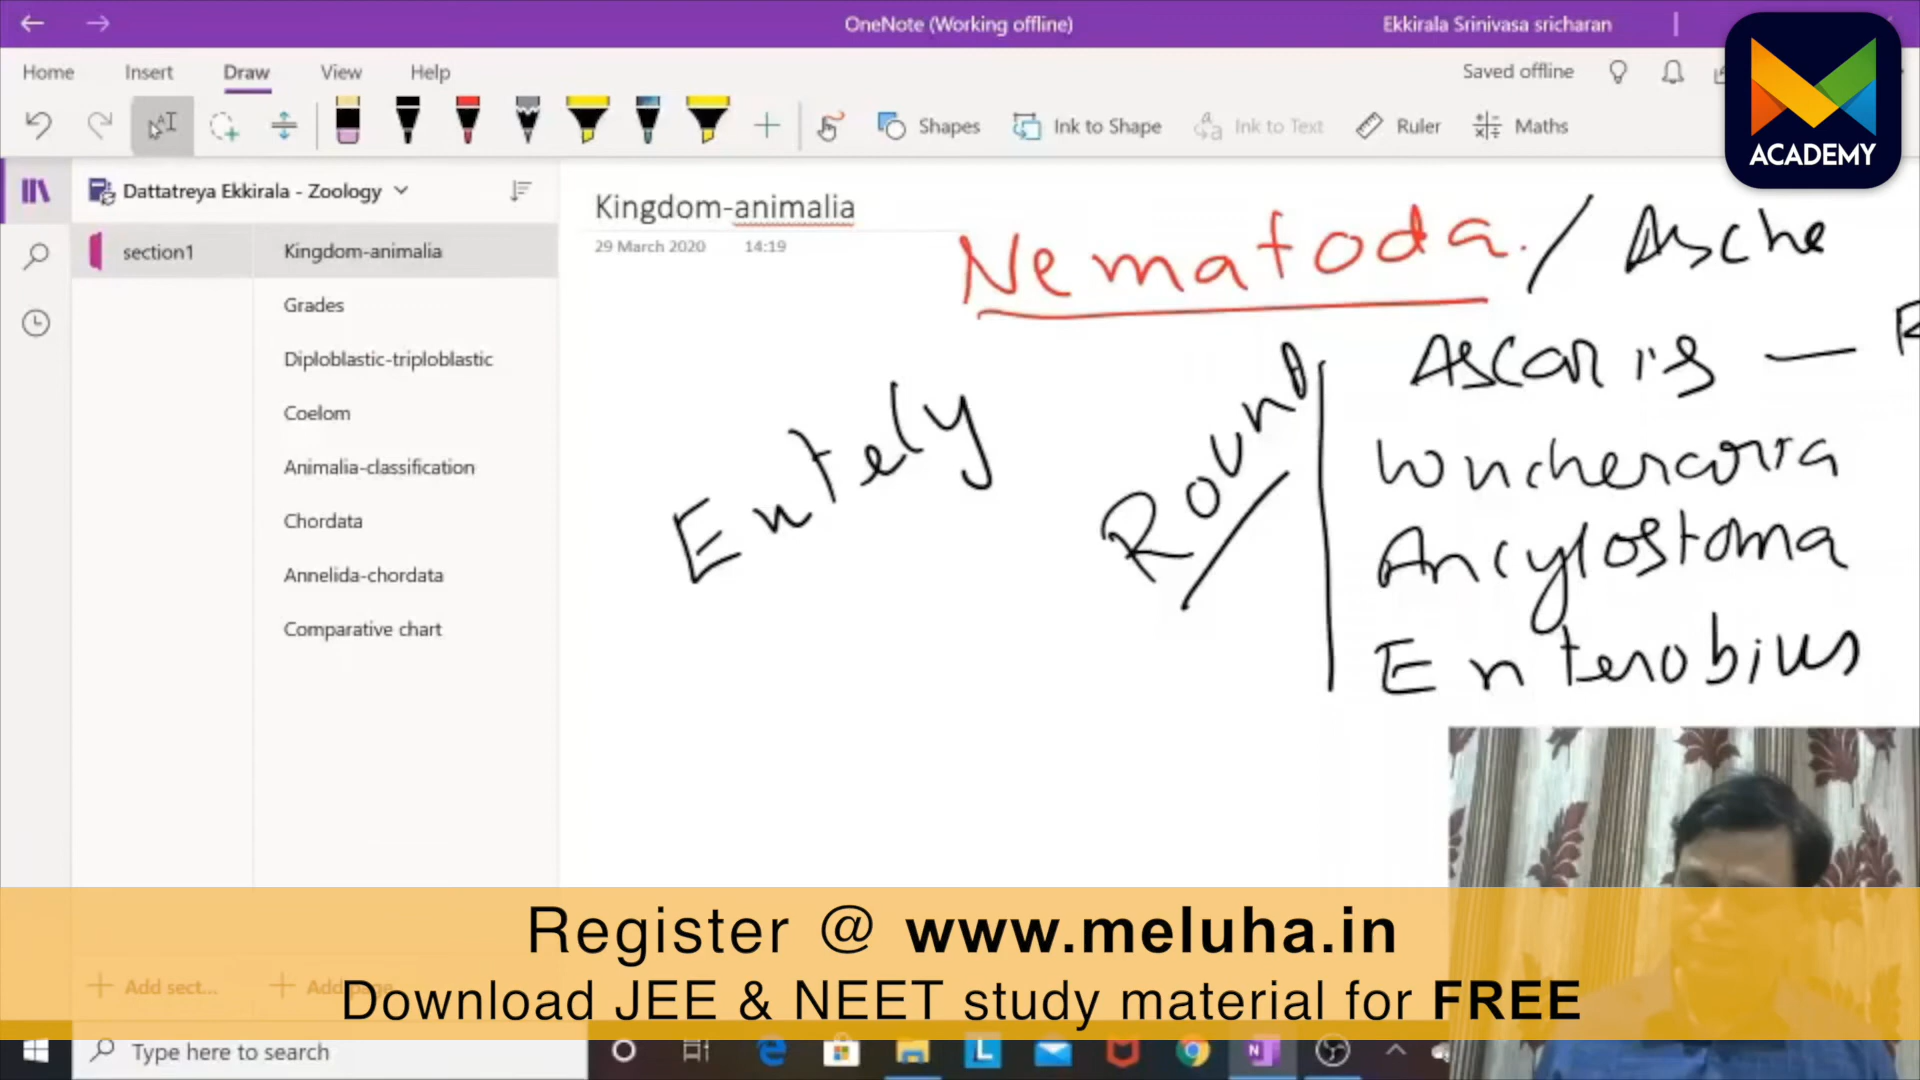 OneNote (Working offline)
Ekkirala Srinivasa sricharan
Home Insert Draw View Help
Saved offline
Shapes Ink to Shape Ink to Text Ruler Maths
ACADEMY
Dattatreya Ekkirala - Zoology
section1
Kingdom-animalia
Grades
Diploblastic-triploblastic
Coelom
Animalia-classification
Chordata
Annelida-chordata
Comparative chart
Kingdom-animalia
29 March 2020 14:19
Nematoda. / Asche
Ascaris —
Entely
Round
Wuchercoria
Ancylostoma
Enterobius
Register @ www.meluha.in
Add sect...
Download JEE & NEET study material for FREE
Type here to search